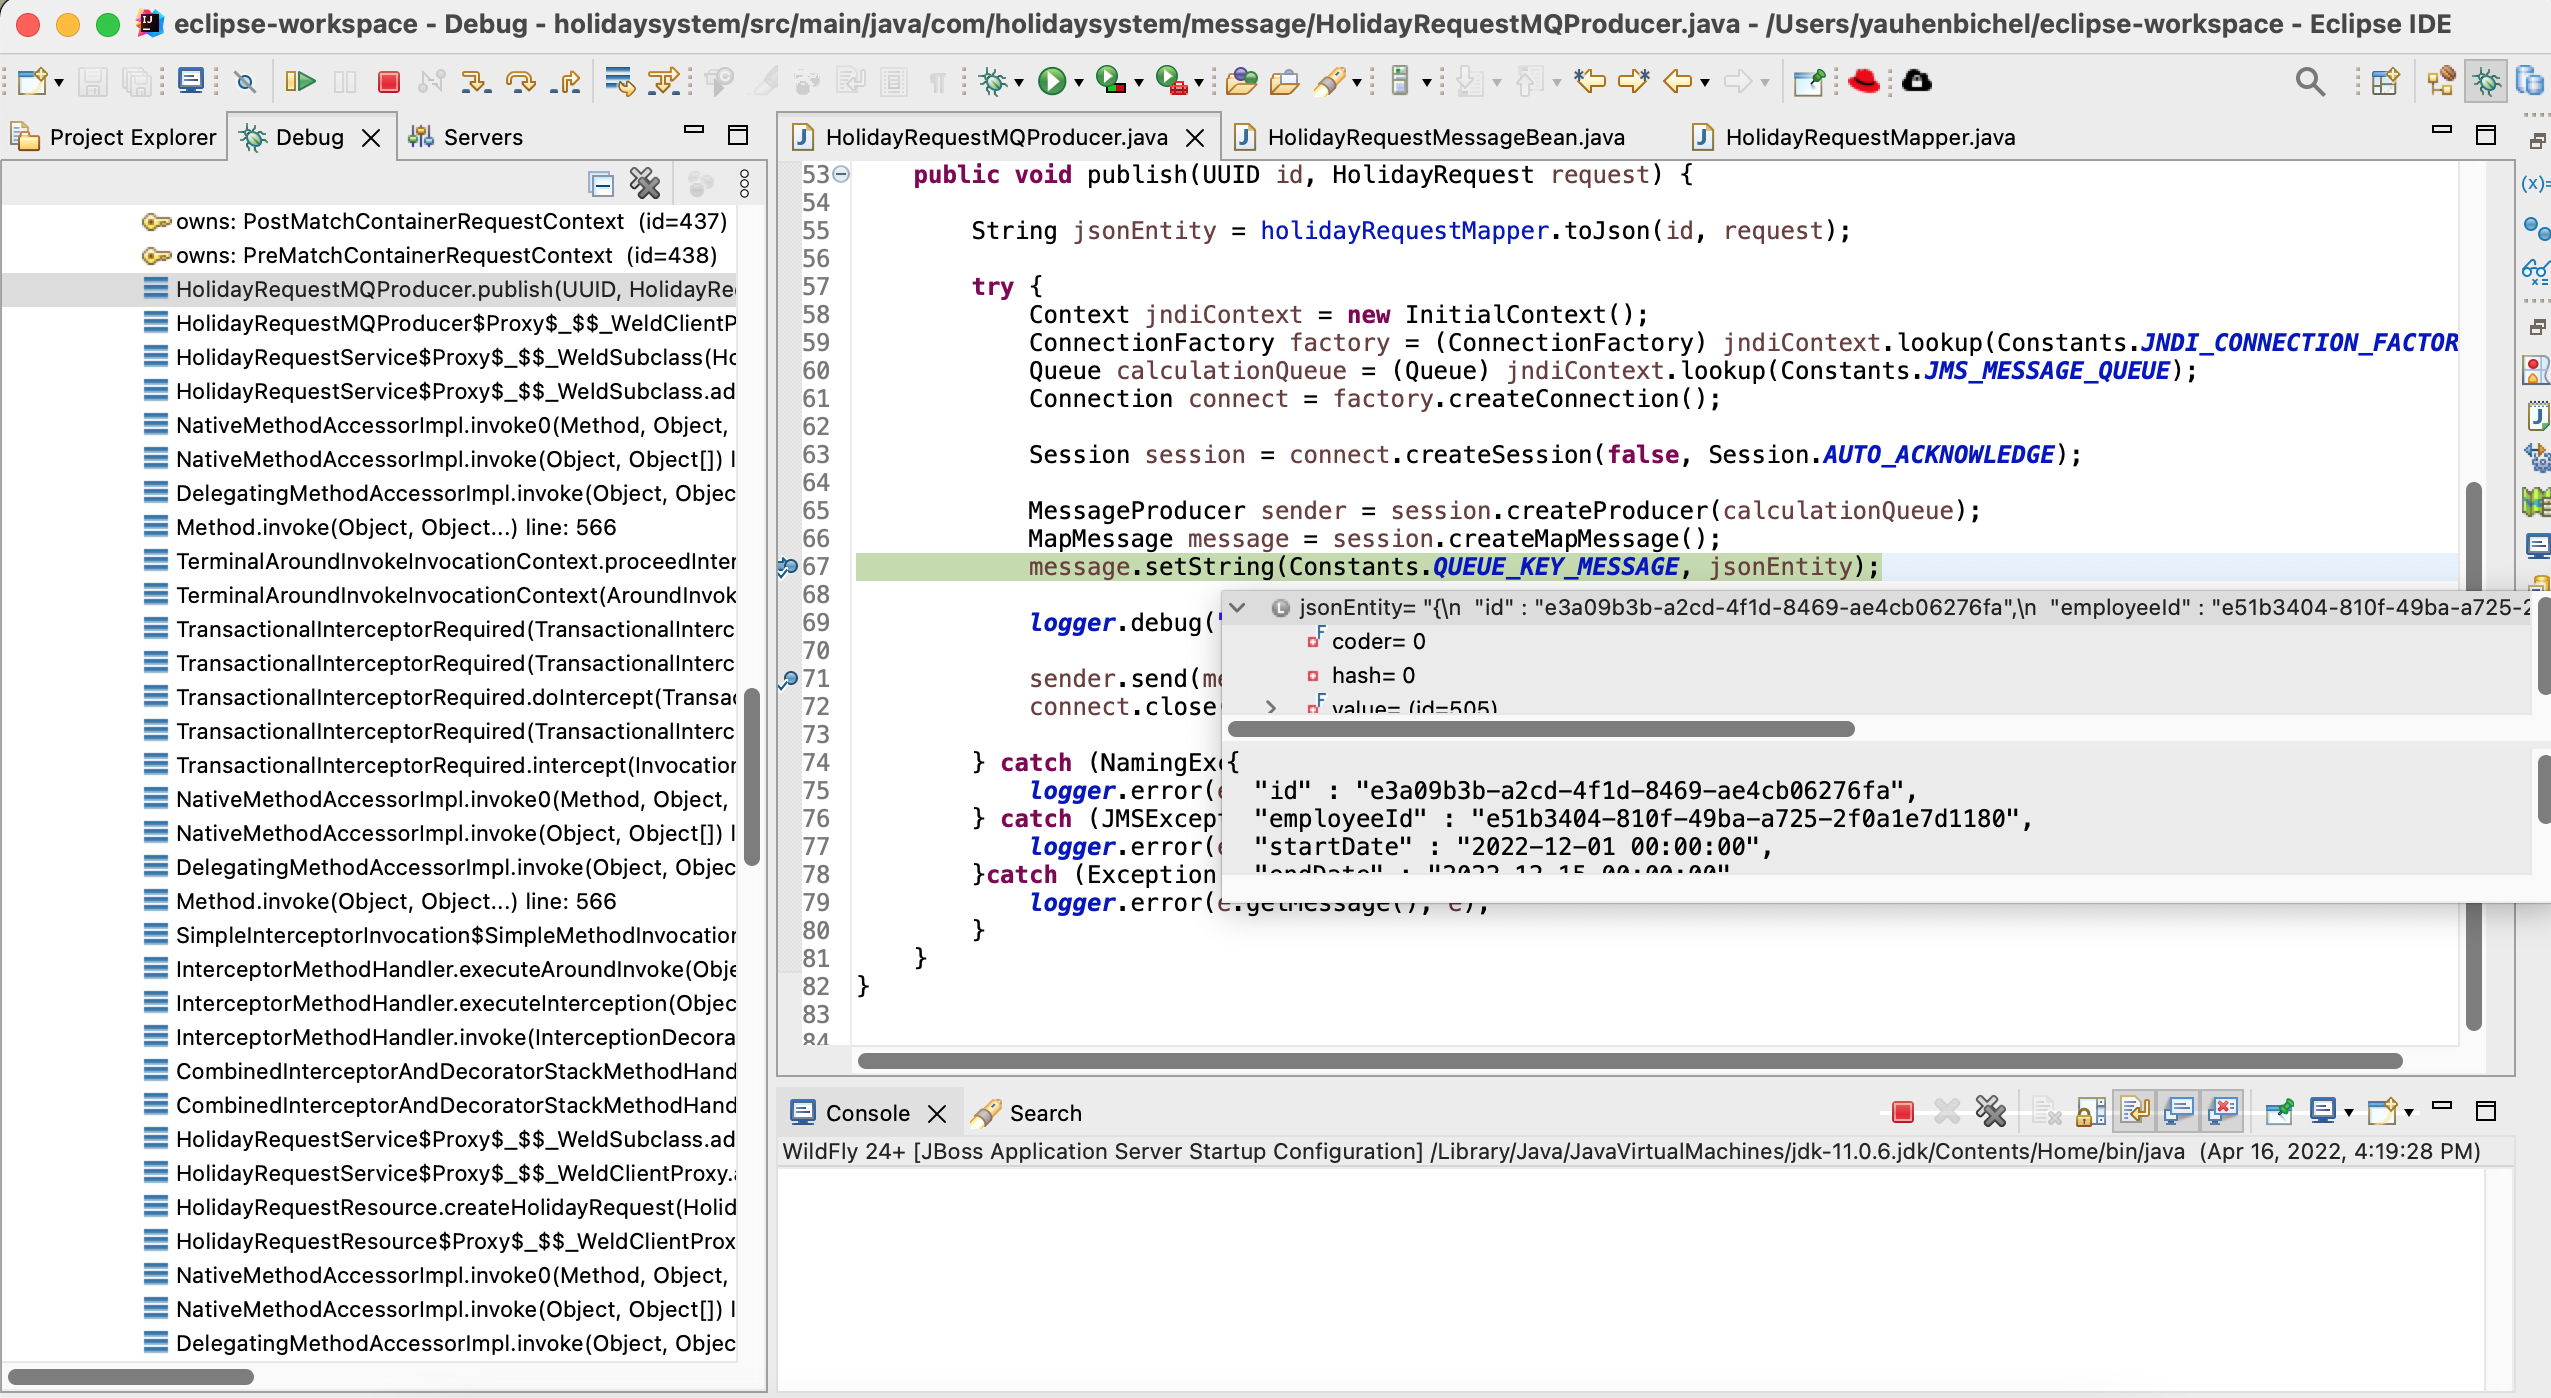 eclipse-workspace - Debug - holidaysystem/src/main/java/com/holidaysystem/message/HolidayRequestMQProducer.java - /Users/yauhenbichel/eclipse-workspace - Eclipse IDE
Project Explorer
Debug
Servers
owns: PostMatchContainerRequestContext (id=437)
owns: PreMatchContainerRequestContext (id=438)
HolidayRequestMQProducer.publish(UUID, HolidayRe
HolidayRequestMQProducer$Proxy$_$$_WeldClientP
HolidayRequestService$Proxy$_$$_WeldSubclass(Ho
HolidayRequestService$Proxy$_$$_WeldSubclass.ad
NativeMethodAccessorImpl.invoke0(Method, Object,
NativeMethodAccessorImpl.invoke(Object, Object[]) l
DelegatingMethodAccessorImpl.invoke(Object, Objec
Method.invoke(Object, Object...) line: 566
TerminalAroundInvokeInvocationContext.proceedInter
TerminalAroundInvokeInvocationContext(AroundInvok
TransactionalInterceptorRequired(TransactionalInterc
TransactionalInterceptorRequired(TransactionalInterc
TransactionalInterceptorRequired.doIntercept(Transac
TransactionalInterceptorRequired(TransactionalInterc
TransactionalInterceptorRequired.intercept(Invocation
NativeMethodAccessorImpl.invoke0(Method, Object,
NativeMethodAccessorImpl.invoke(Object, Object[]) l
DelegatingMethodAccessorImpl.invoke(Object, Objec
Method.invoke(Object, Object...) line: 566
SimpleInterceptorInvocation$SimpleMethodInvocation
InterceptorMethodHandler.executeAroundInvoke(Obje
InterceptorMethodHandler.executeInterception(Objec
InterceptorMethodHandler.invoke(InterceptionDecora
CombinedInterceptorAndDecoratorStackMethodHand
CombinedInterceptorAndDecoratorStackMethodHand
HolidayRequestService$Proxy$_$$_WeldSubclass.ad
HolidayRequestService$Proxy$_$$_WeldClientProxy.a
HolidayRequestResource.createHolidayRequest(Holid
HolidayRequestResource$Proxy$_$$_WeldClientProx
NativeMethodAccessorImpl.invoke0(Method, Object,
NativeMethodAccessorImpl.invoke(Object, Object[]) l
DelegatingMethodAccessorImpl.invoke(Object, Objec
HolidayRequestMQProducer.java
HolidayRequestMessageBean.java
HolidayRequestMapper.java
53 public void publish(UUID id, HolidayRequest request) {
54
55 String jsonEntity = holidayRequestMapper.toJson(id, request);
56
57 try {
58 Context jndiContext = new InitialContext();
59 ConnectionFactory factory = (ConnectionFactory) jndiContext.lookup(Constants.JNDI_CONNECTION_FACTOR
60 Queue calculationQueue = (Queue) jndiContext.lookup(Constants.JMS_MESSAGE_QUEUE);
61 Connection connect = factory.createConnection();
62
63 Session session = connect.createSession(false, Session.AUTO_ACKNOWLEDGE);
64
65 MessageProducer sender = session.createProducer(calculationQueue);
66 MapMessage message = session.createMapMessage();
67 message.setString(Constants.QUEUE_KEY_MESSAGE, jsonEntity);
68
69 logger.debug(
70
71 sender.send(me
72 connect.close
73
74 } catch (NamingExc
75 logger.error(e
76 } catch (JMSExcept
77 logger.error(e
78 }catch (Exception
79 logger.error(e.getMessage(), e);
80 }
81 }
82 }
83
84
jsonEntity= "{\n "id" : "e3a09b3b-a2cd-4f1d-8469-ae4cb06276fa",\n "employeeId" : "e51b3404-810f-49ba-a725-2
coder= 0
hash= 0
value= (id=505)
{
"id" : "e3a09b3b-a2cd-4f1d-8469-ae4cb06276fa",
"employeeId" : "e51b3404-810f-49ba-a725-2f0a1e7d1180",
"startDate" : "2022-12-01 00:00:00",
"endDate" : "2022-12-15 00:00:00"
Console
Search
WildFly 24+ [JBoss Application Server Startup Configuration] /Library/Java/JavaVirtualMachines/jdk-11.0.6.jdk/Contents/Home/bin/java (Apr 16, 2022, 4:19:28 PM)